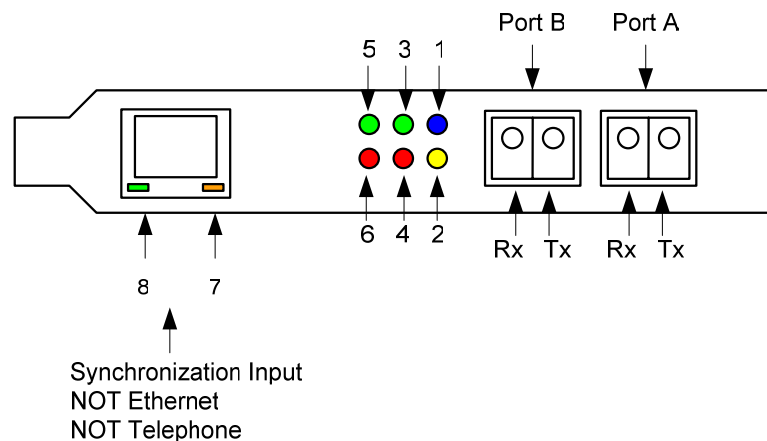 Port B Port A
5 3 1
6 4 2
Rx Tx Rx Tx
8 7
Synchronization Input
NOT Ethernet
NOT Telephone